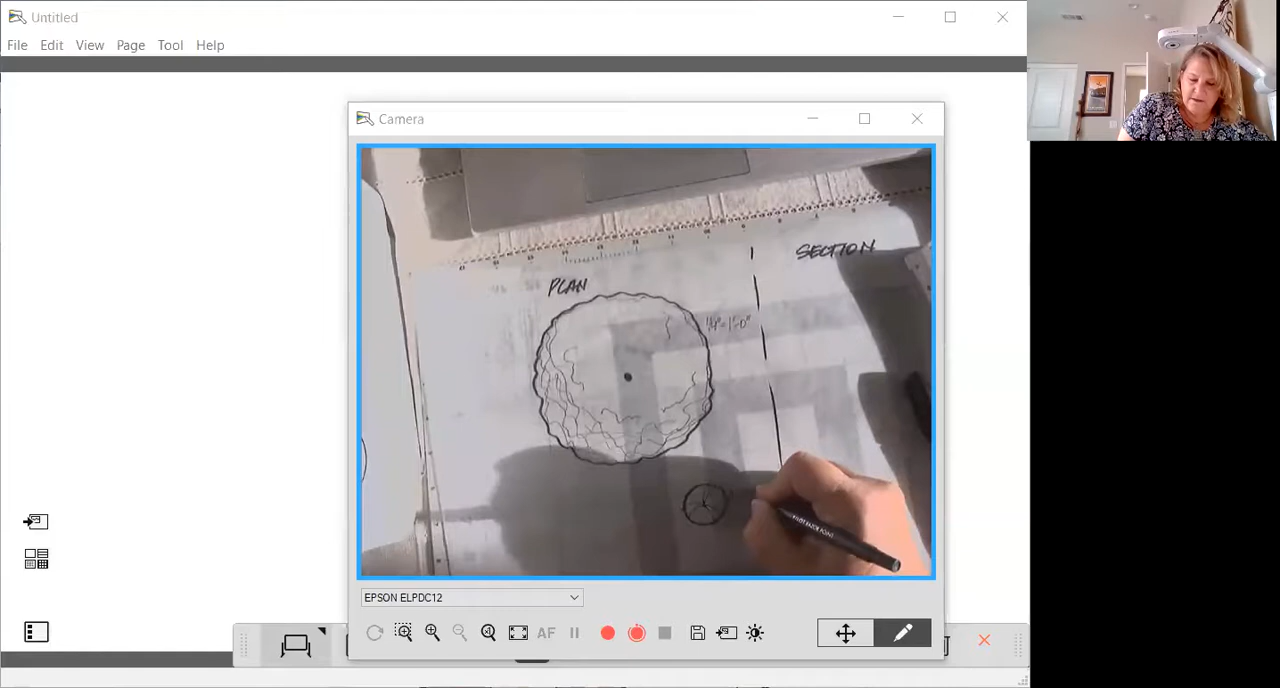 Untitled
File Edit View Page Tool Help
Camera
PLAN
SECTION
1/4" = 1'-0"
EPSON ELPDC12
AF